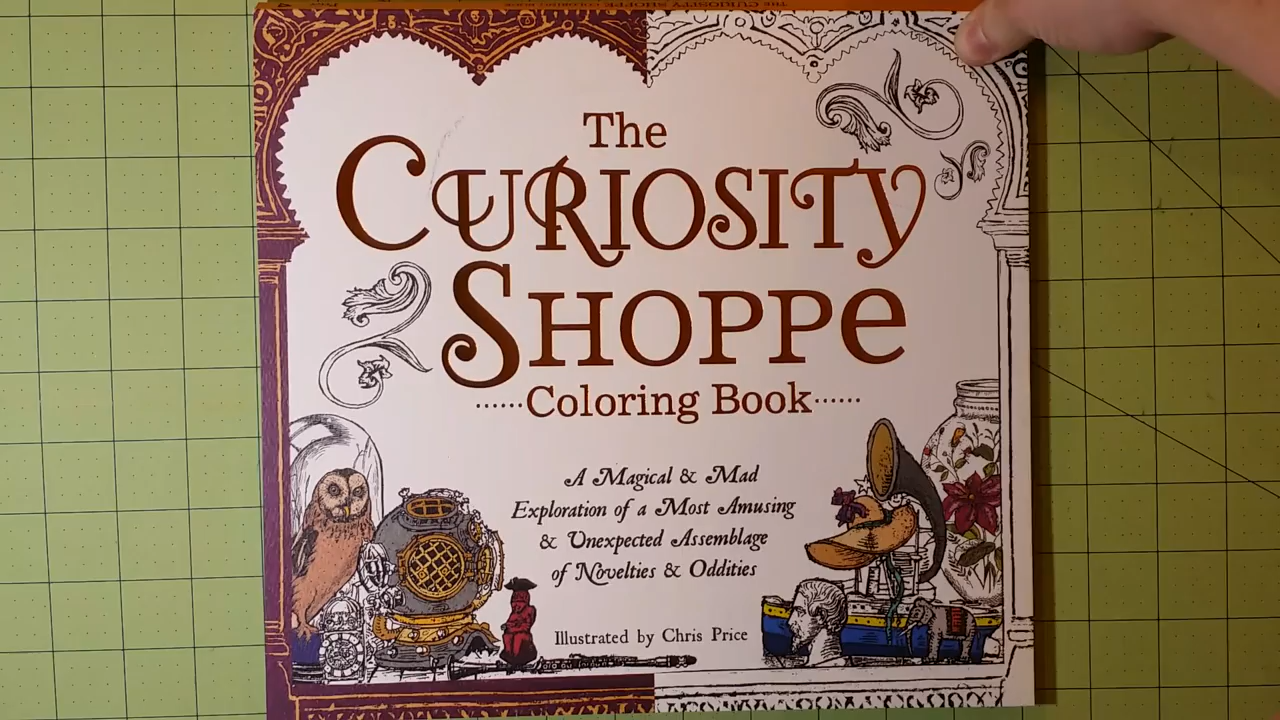 The
Curiosity
Shoppe
Coloring Book
A Magical & Mad
Exploration of a Most Amusing
& Unexpected Assemblage
of Novelties & Oddities
Illustrated by Chris Price